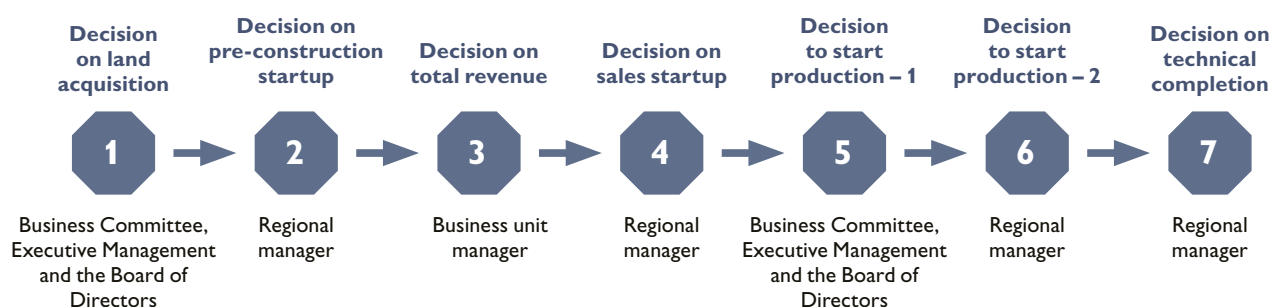 Decision
on land
acquisition
Decision on
pre-construction
startup
Decision on
total revenue
Decision on
sales startup
Decision
to start
production – 1
Decision
to start
production – 2
Decision on
technical
completion
1
2
3
4
5
6
7
Business Committee,
Executive Management
and the Board of
Directors
Regional
manager
Business unit
manager
Regional
manager
Business Committee,
Executive Management
and the Board of
Directors
Regional
manager
Regional
manager